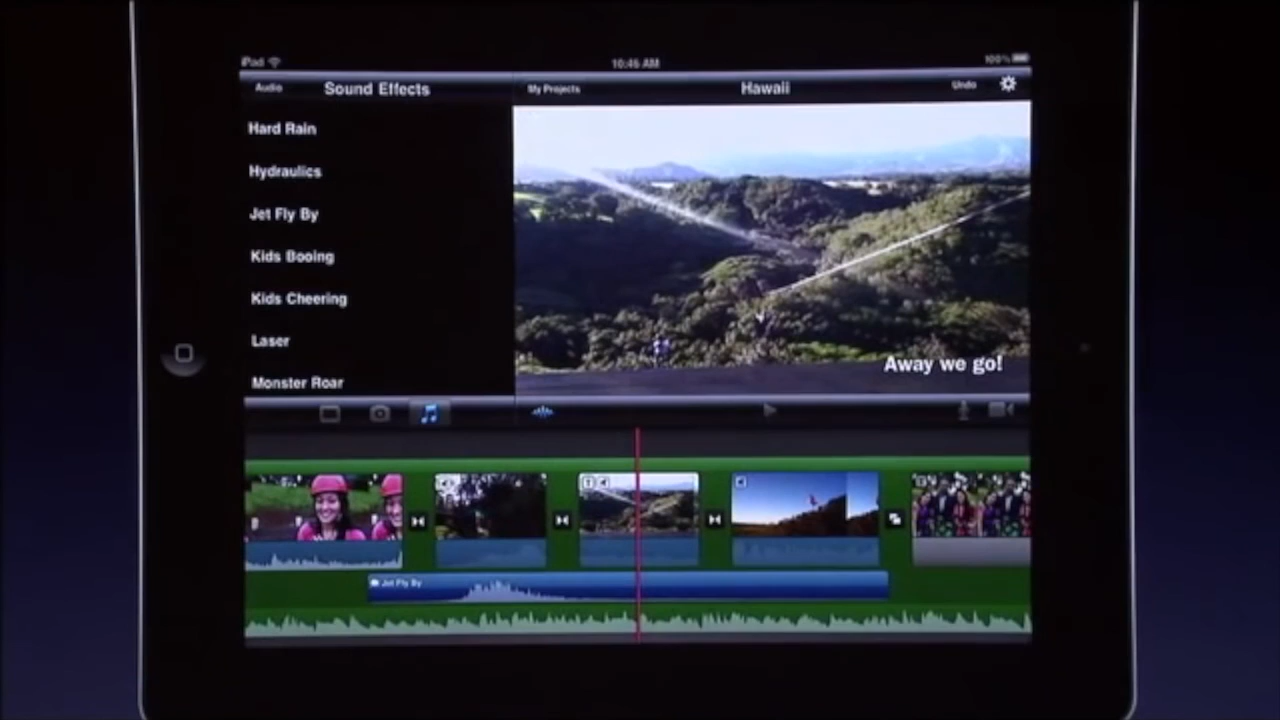 iPad 10:46 AM 100%
Audio Sound Effects My Projects Hawaii Undo
Hard Rain
Hydraulics
Jet Fly By
Kids Booing
Kids Cheering
Laser
Monster Roar
Away we go!
T
Jet Fly By